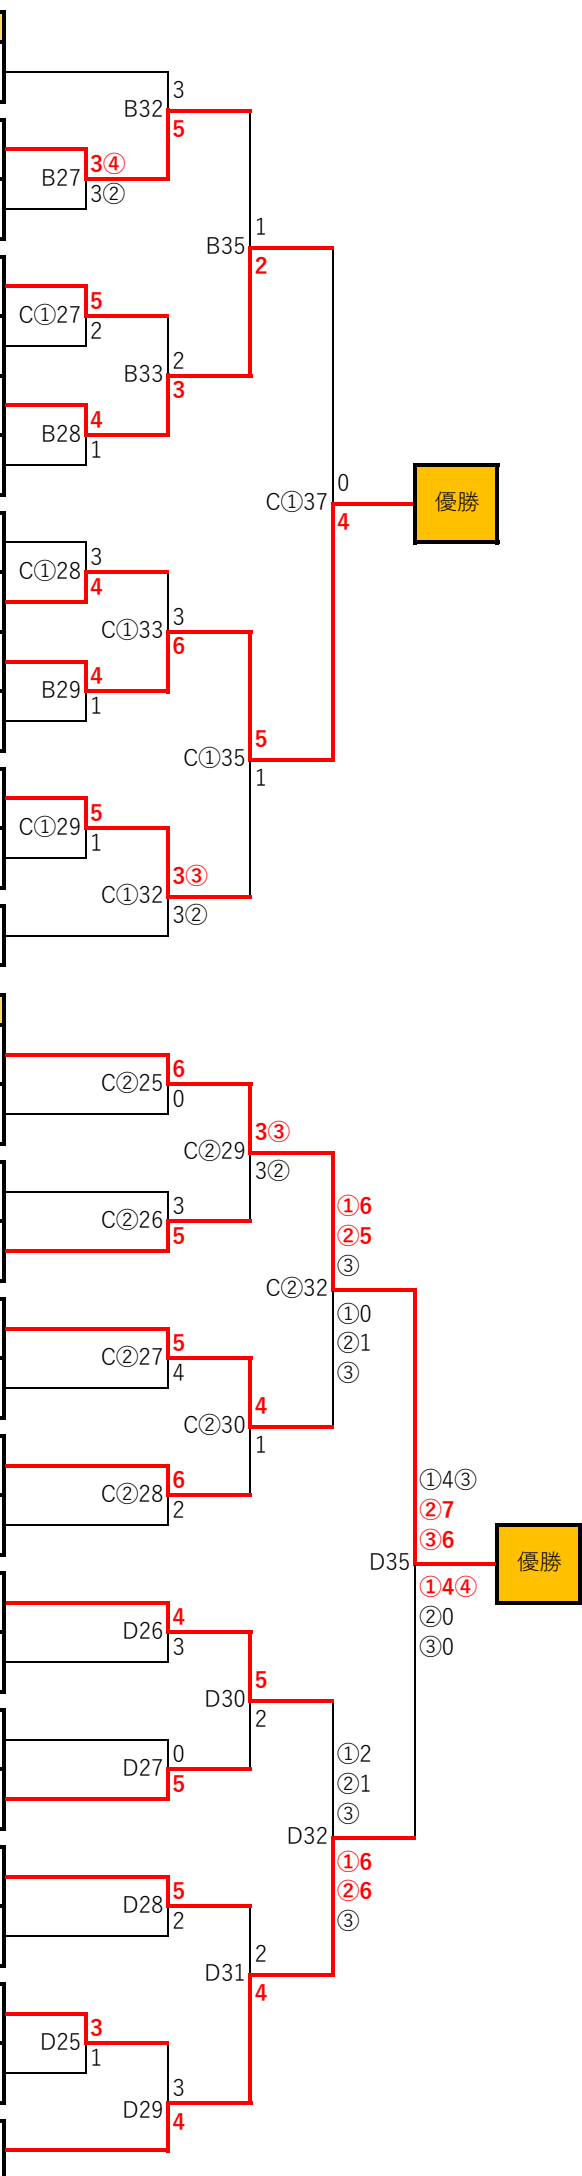 3
B32
5
3④
B27
3②
1
B35
2
5
C①27
2
2
B33
3
4
B28
1
0
C①37
優勝
4
3
C①28
4
3
C①33
6
4
B29
1
5
C①35
1
5
C①29
1
3③
C①32
3②
6
C②25
0
3③
C②29
3②
3
C②26
5
①6
②5
③
C②32
①0
②1
③
5
C②27
4
4
C②30
1
6
C②28
2
①4③
②7
③6
D35
優勝
①4④
②0
③0
4
D26
3
5
D30
2
0
D27
5
①2
②1
③
D32
①6
②6
③
5
D28
2
2
D31
4
3
D25
1
3
D29
4